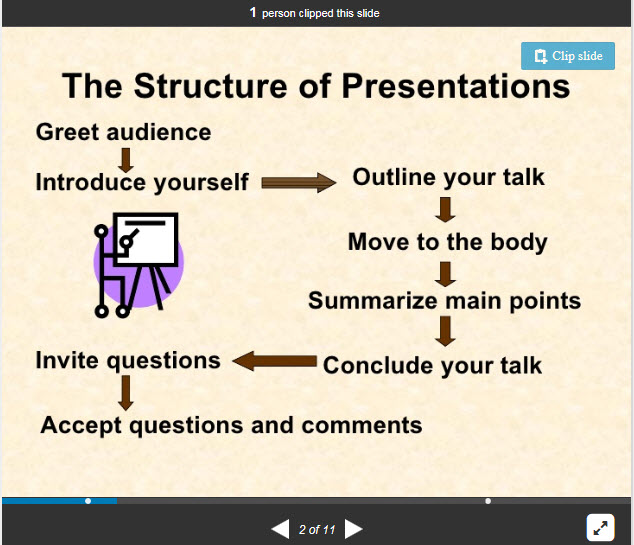 1 person clipped this slide
Clip slide
The Structure of Presentations
Greet audience
Introduce yourself
Outline your talk
Move to the body
Summarize main points
Conclude your talk
Invite questions
Accept questions and comments
2 of 11